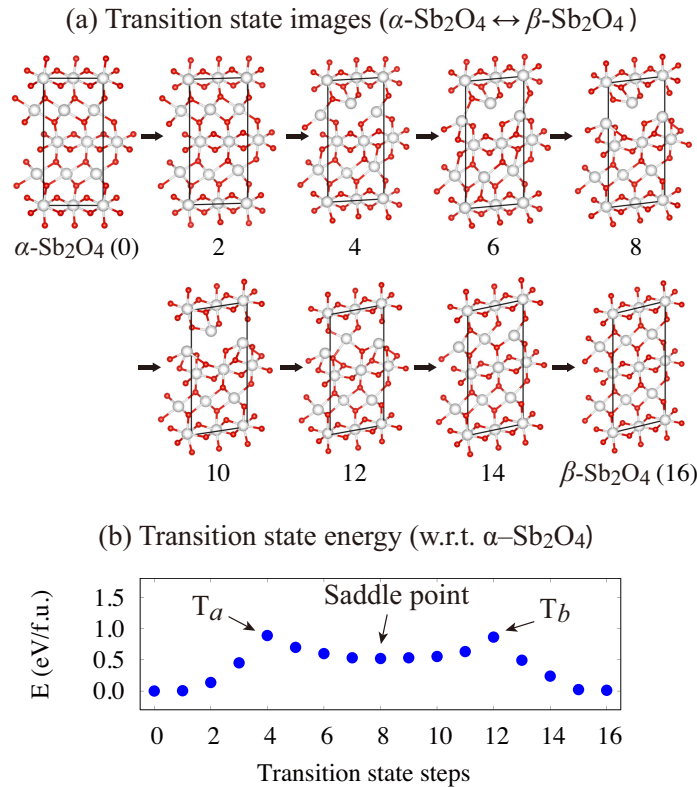 (a) Transition state images (α-Sb2O4 ↔ β-Sb2O4 )
α-Sb2O4 (0) 2 4 6 8
10 12 14 β-Sb2O4 (16)
(b) Transition state energy (w.r.t. α–Sb2O4)
E (eV/f.u.)
1.5
1.0
0.5
0.0
Ta
Saddle point
Tb
0 2 4 6 8 10 12 14 16
Transition state steps